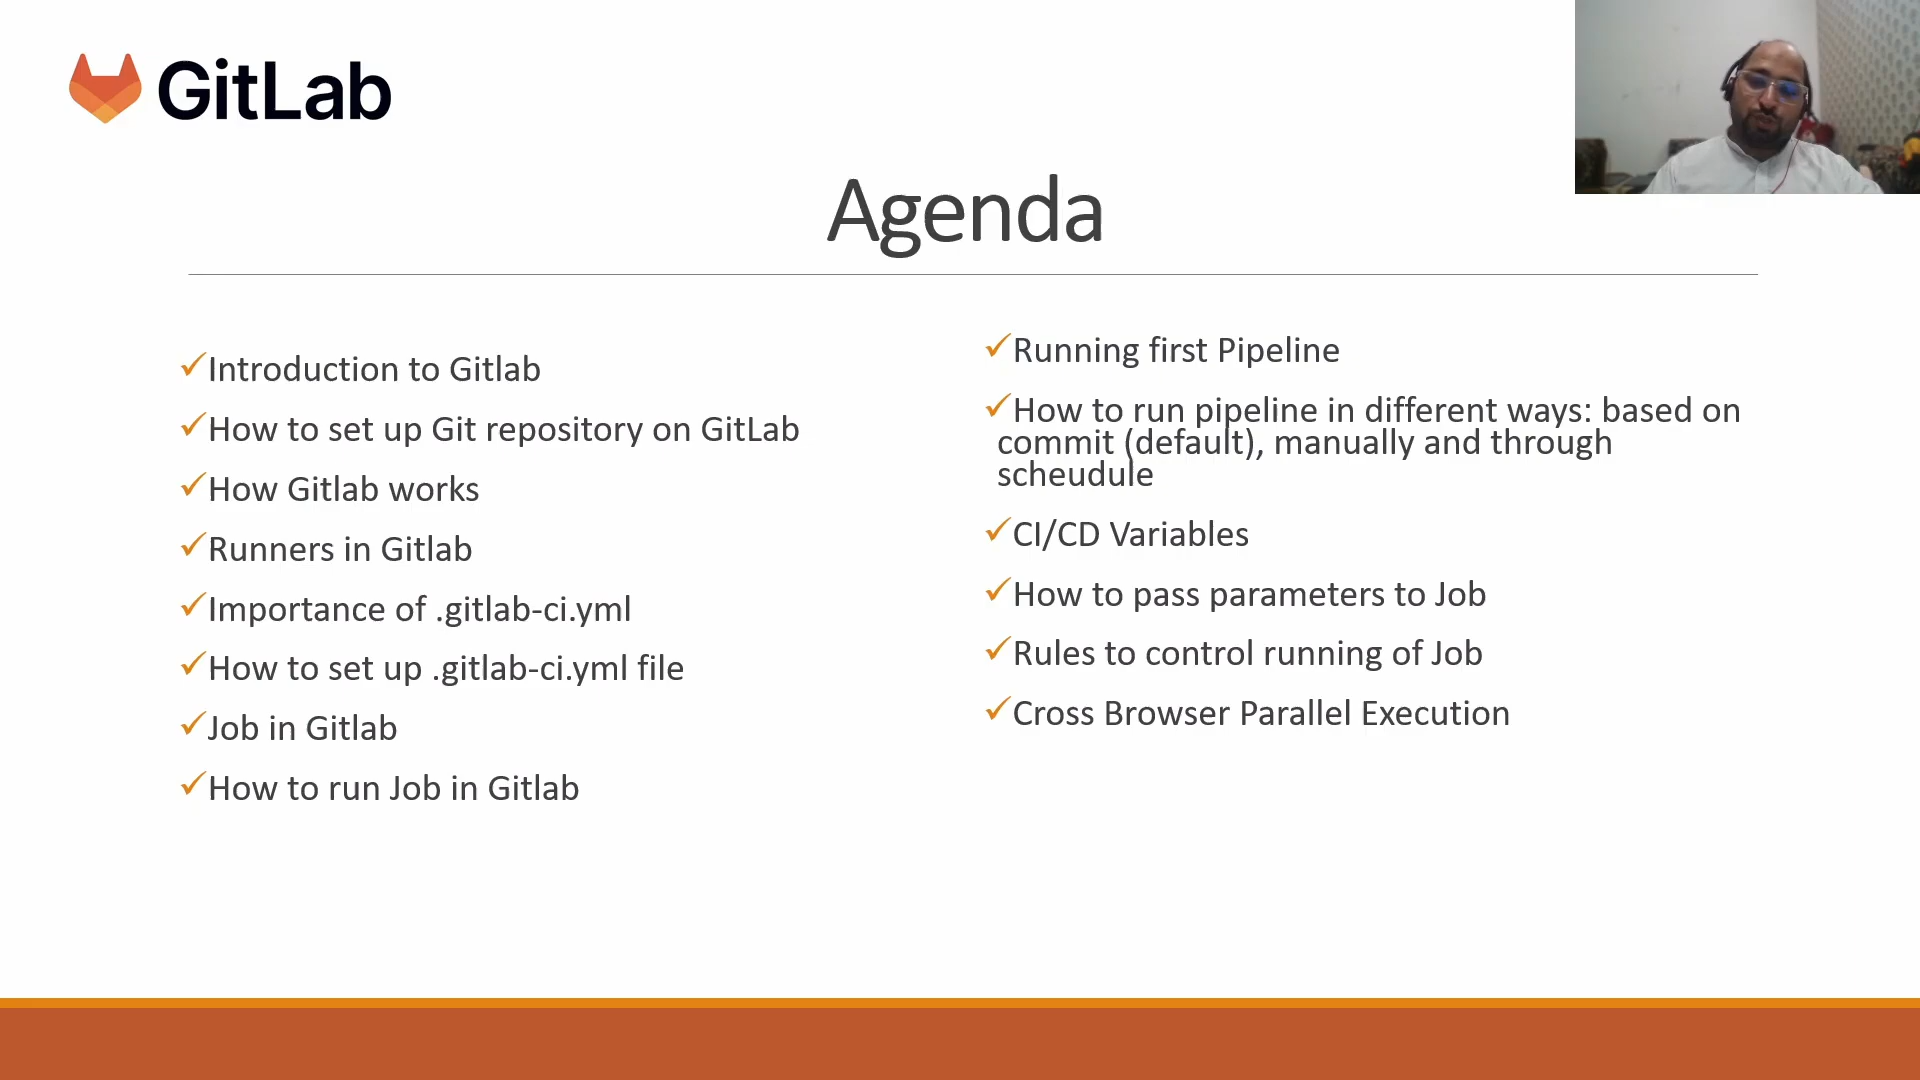 GitLab
Agenda
Introduction to Gitlab
How to set up Git repository on GitLab
How Gitlab works
Runners in Gitlab
Importance of .gitlab-ci.yml
How to set up .gitlab-ci.yml file
Job in Gitlab
How to run Job in Gitlab
Running first Pipeline
How to run pipeline in different ways: based on
commit (default), manually and through
scheudule
CI/CD Variables
How to pass parameters to Job
Rules to control running of Job
Cross Browser Parallel Execution